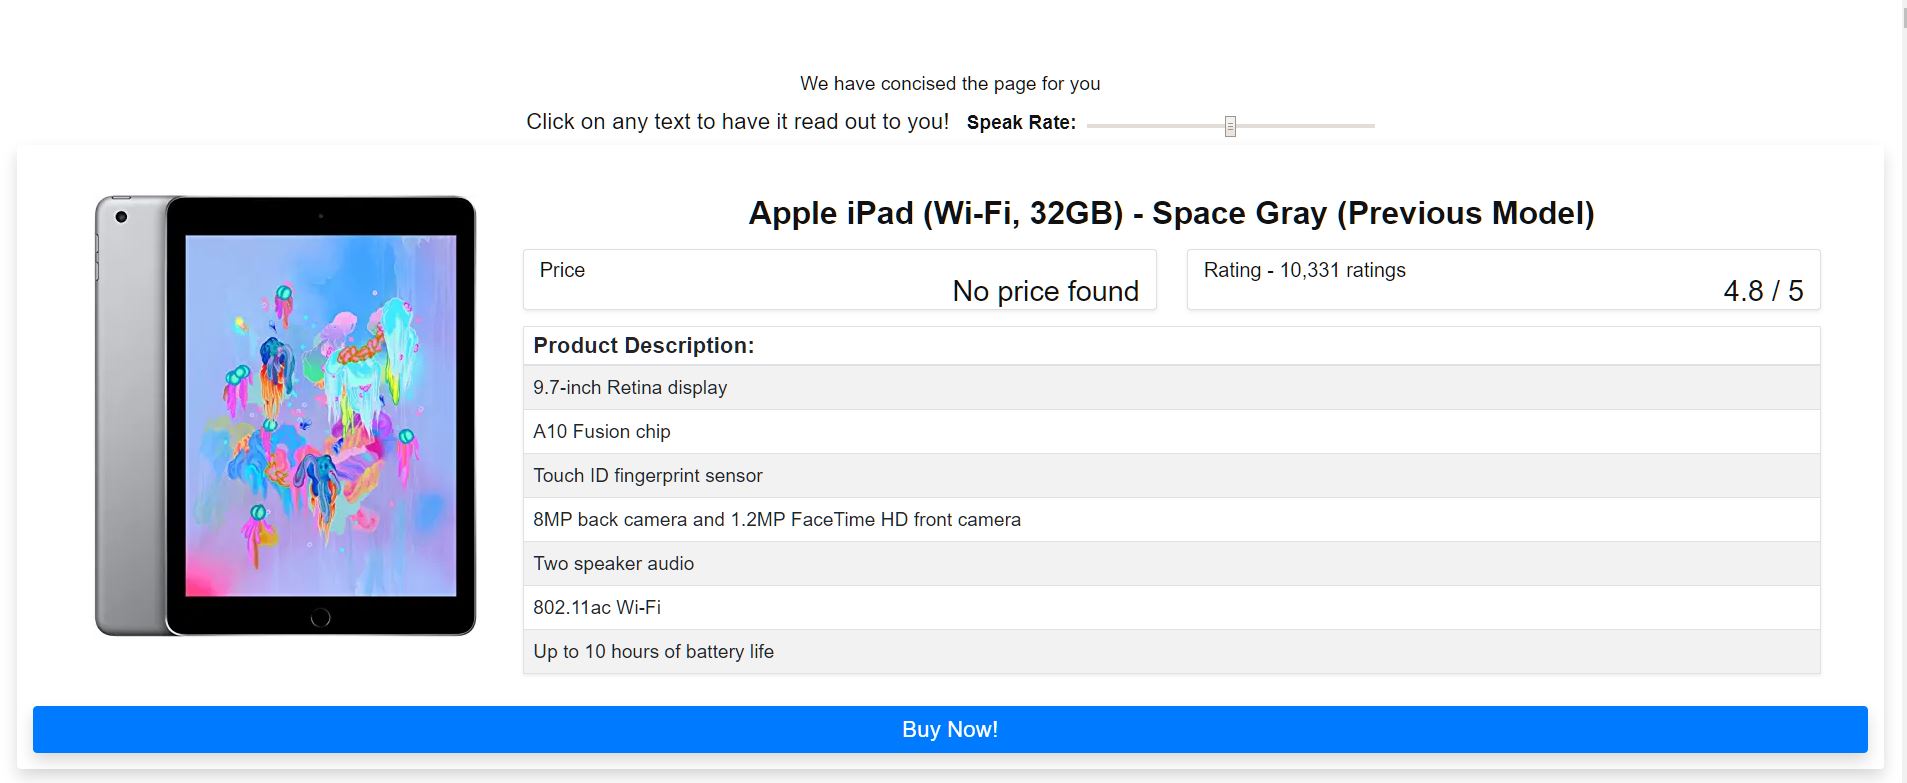 We have concised the page for you
Click on any text to have it read out to you! Speak Rate:
Apple iPad (Wi-Fi, 32GB) - Space Gray (Previous Model)
Price
No price found
Rating - 10,331 ratings
4.8 / 5
Product Description:
9.7-inch Retina display
A10 Fusion chip
Touch ID fingerprint sensor
8MP back camera and 1.2MP FaceTime HD front camera
Two speaker audio
802.11ac Wi-Fi
Up to 10 hours of battery life
Buy Now!